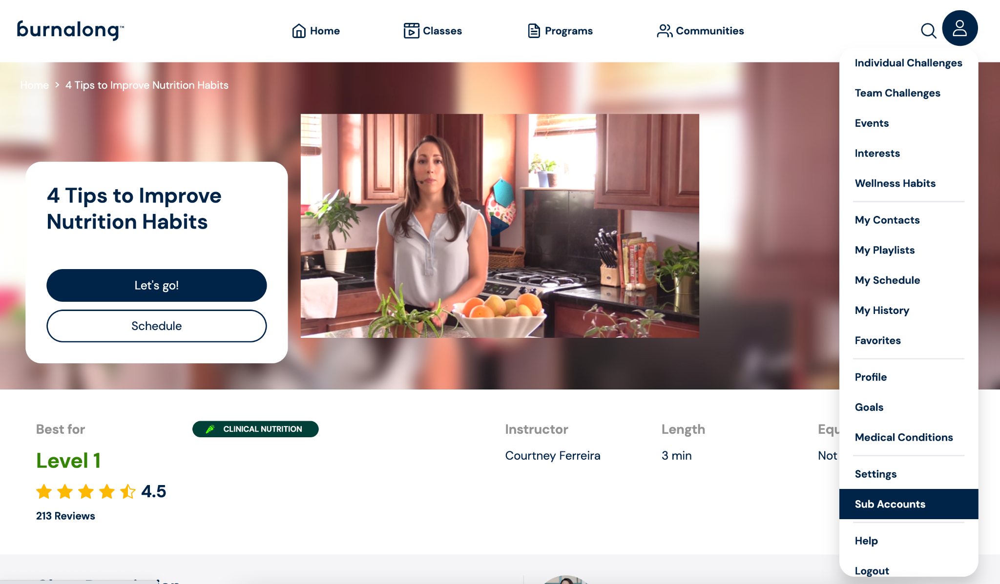 burnalong™
Home
Classes
Programs
Communities
Home > 4 Tips to Improve Nutrition Habits
4 Tips to Improve
Nutrition Habits
Let's go!
Schedule
Individual Challenges
Team Challenges
Events
Interests
Wellness Habits
My Contacts
My Playlists
My Schedule
My History
Favorites
Profile
Goals
Medical Conditions
Settings
Sub Accounts
Help
Logout
Best for
Level 1
4.5
213 Reviews
CLINICAL NUTRITION
Instructor
Courtney Ferreira
Length
3 min
Equ
Not